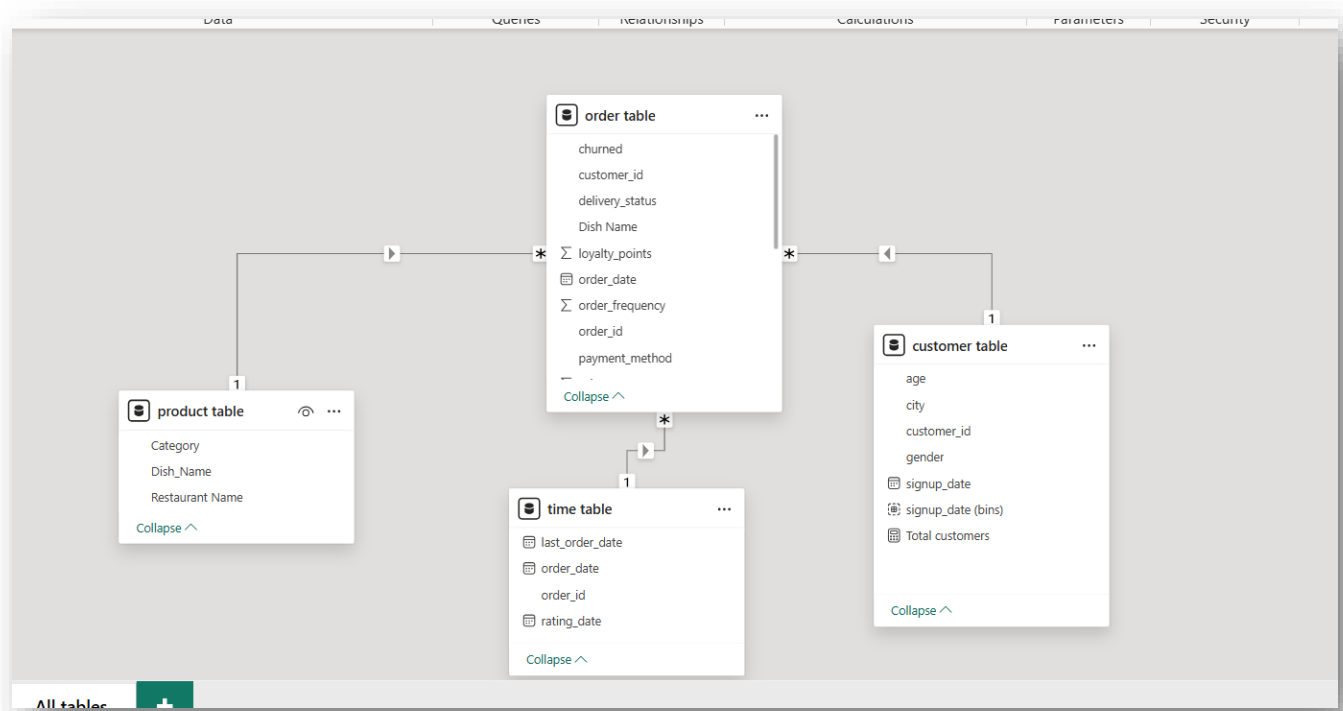 Data Queries Relationships Calculations Parameters Security
order table
churned
customer_id
delivery_status
Dish Name
loyalty_points
order_date
order_frequency
order_id
payment_method
Collapse
*
*
*
1
1
1
product table
Category
Dish_Name
Restaurant Name
Collapse
time table
last_order_date
order_date
order_id
rating_date
Collapse
customer table
age
city
customer_id
gender
signup_date
signup_date (bins)
Total customers
Collapse
All tables